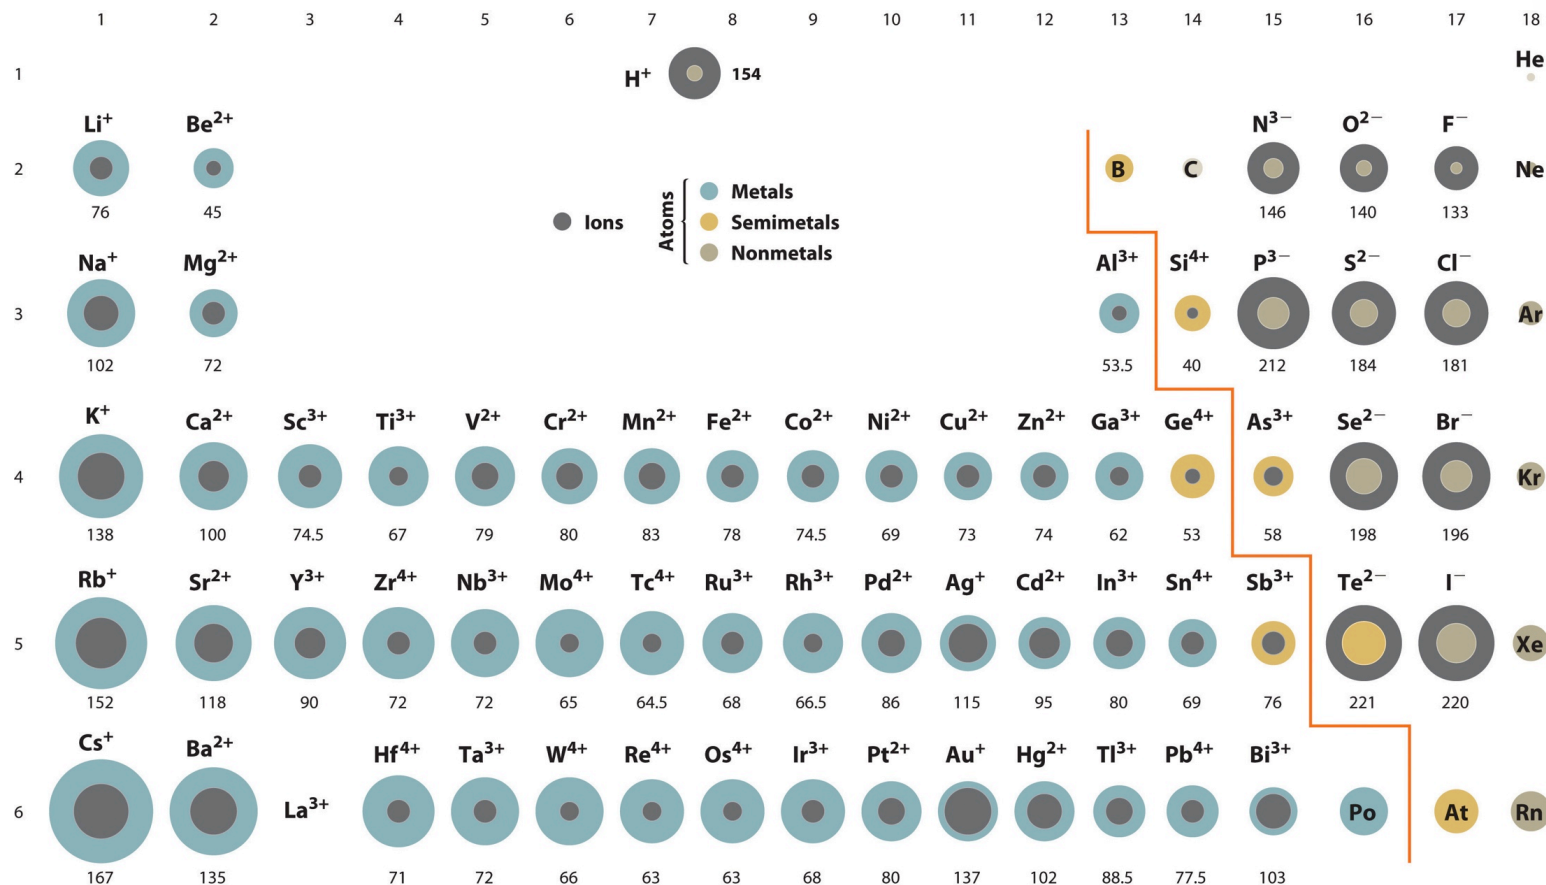 1 2 3 4 5 6 7 8 9 10 11 12 13 14 15 16 17 18
1 H⁺ 154 He
Li⁺ Be²⁺ N³⁻ O²⁻ F⁻
2 B C Ne
76 45 146 140 133
Ions
Atoms
Metals
Semimetals
Nonmetals
Na⁺ Mg²⁺ Al³⁺ Si⁴⁺ P³⁻ S²⁻ Cl⁻
3 Ar
102 72 53.5 40 212 184 181
K⁺ Ca²⁺ Sc³⁺ Ti³⁺ V²⁺ Cr²⁺ Mn²⁺ Fe²⁺ Co²⁺ Ni²⁺ Cu²⁺ Zn²⁺ Ga³⁺ Ge⁴⁺ As³⁺ Se²⁻ Br⁻
4 Kr
138 100 74.5 67 79 80 83 78 74.5 69 73 74 62 53 58 198 196
Rb⁺ Sr²⁺ Y³⁺ Zr⁴⁺ Nb³⁺ Mo⁴⁺ Tc⁴⁺ Ru³⁺ Rh³⁺ Pd²⁺ Ag⁺ Cd²⁺ In³⁺ Sn⁴⁺ Sb³⁺ Te²⁻ I⁻
5 Xe
152 118 90 72 72 65 64.5 68 66.5 86 115 95 80 69 76 221 220
Cs⁺ Ba²⁺ Hf⁴⁺ Ta³⁺ W⁴⁺ Re⁴⁺ Os⁴⁺ Ir³⁺ Pt²⁺ Au⁺ Hg²⁺ Tl³⁺ Pb⁴⁺ Bi³⁺
6 La³⁺ Po At Rn
167 135 71 72 66 63 63 68 80 137 102 88.5 77.5 103